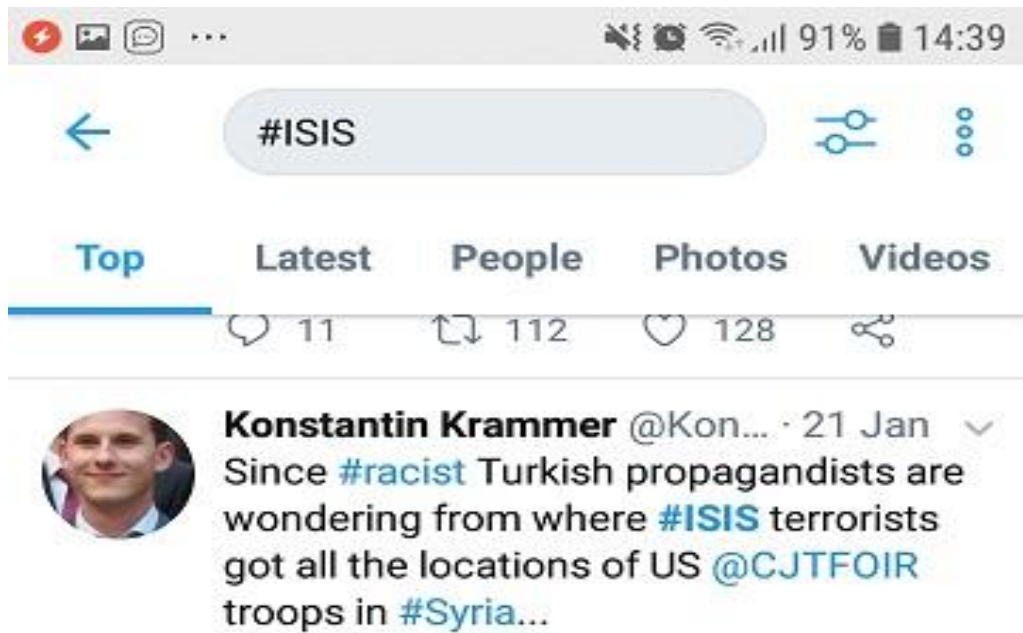 91% 14:39
#ISIS
Top Latest People Photos Videos
11 112 128
Konstantin Krammer @Kon... · 21 Jan
Since #racist Turkish propagandists are
wondering from where #ISIS terrorists
got all the locations of US @CJTFOIR
troops in #Syria...